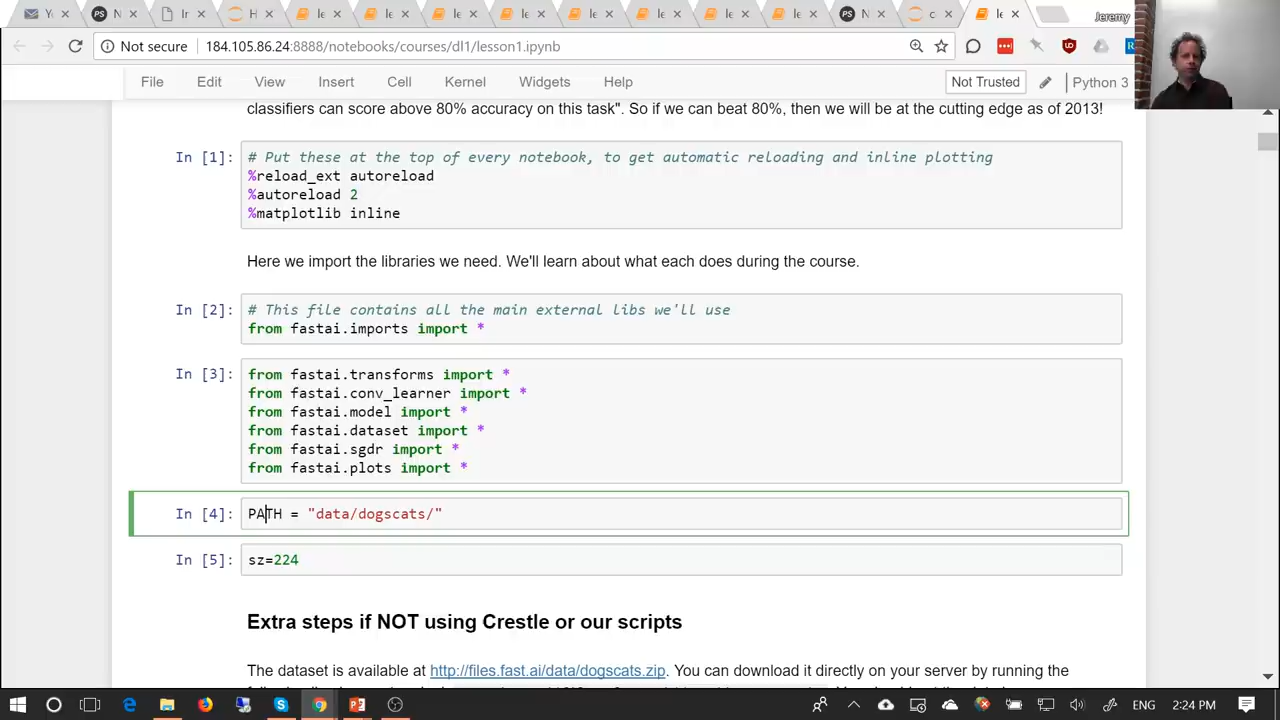 Jeremy
Not secure | 184.105.86.24:8888/notebooks/courses/dl1/lesson1.ipynb
File Edit View Insert Cell Kernel Widgets Help Not Trusted Python 3
classifiers can score above 80% accuracy on this task". So if we can beat 80%, then we will be at the cutting edge as of 2013!
In [1]: # Put these at the top of every notebook, to get automatic reloading and inline plotting
%reload_ext autoreload
%autoreload 2
%matplotlib inline
Here we import the libraries we need. We'll learn about what each does during the course.
In [2]: # This file contains all the main external libs we'll use
from fastai.imports import *
In [3]: from fastai.transforms import *
from fastai.conv_learner import *
from fastai.model import *
from fastai.dataset import *
from fastai.sgdr import *
from fastai.plots import *
In [4]: PATH = "data/dogscats/"
In [5]: sz=224
Extra steps if NOT using Crestle or our scripts
The dataset is available at http://files.fast.ai/data/dogscats.zip. You can download it directly on your server by running the
ENG 2:24 PM